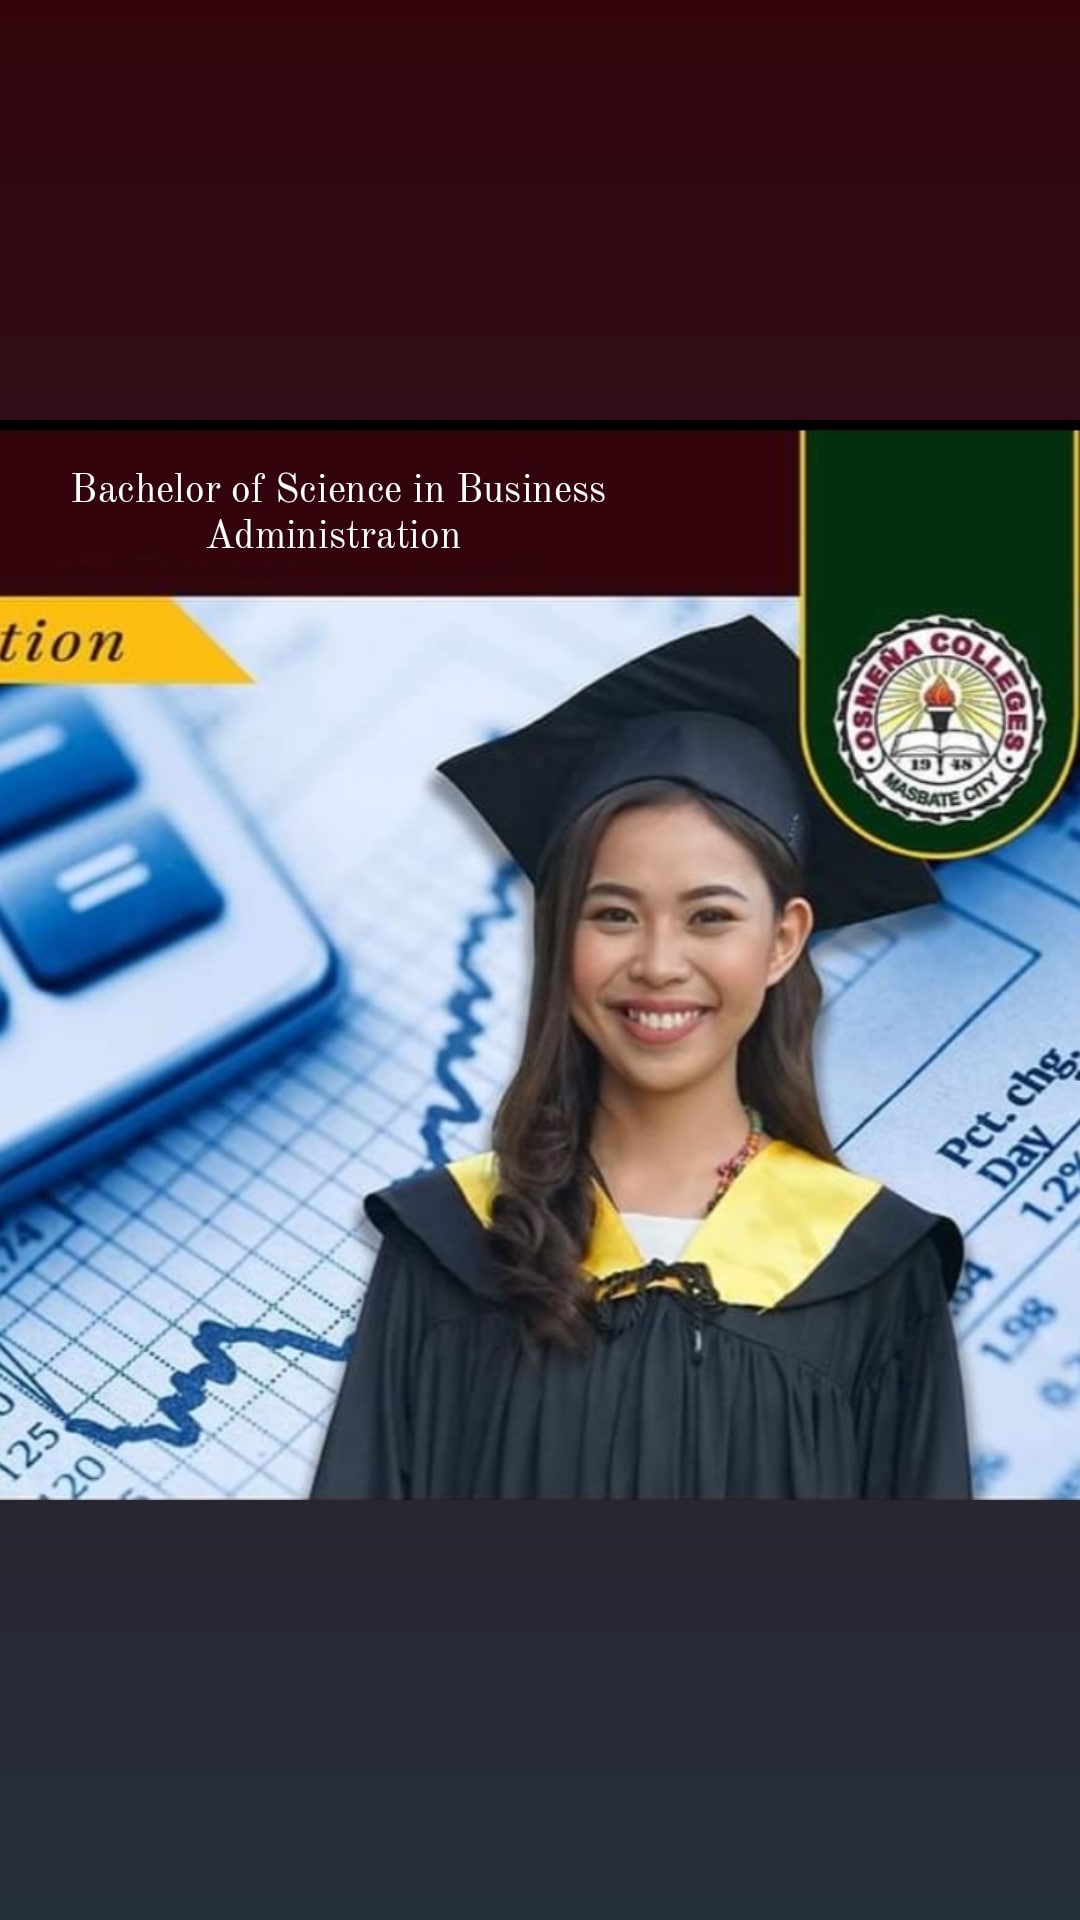 Bachelor of Science in Business
Administration
tion
OSMEÑA COLLEGES
19 48
MASBATE CITY
Pct. chg.
Day
1.2%
1.98
.74
125
120